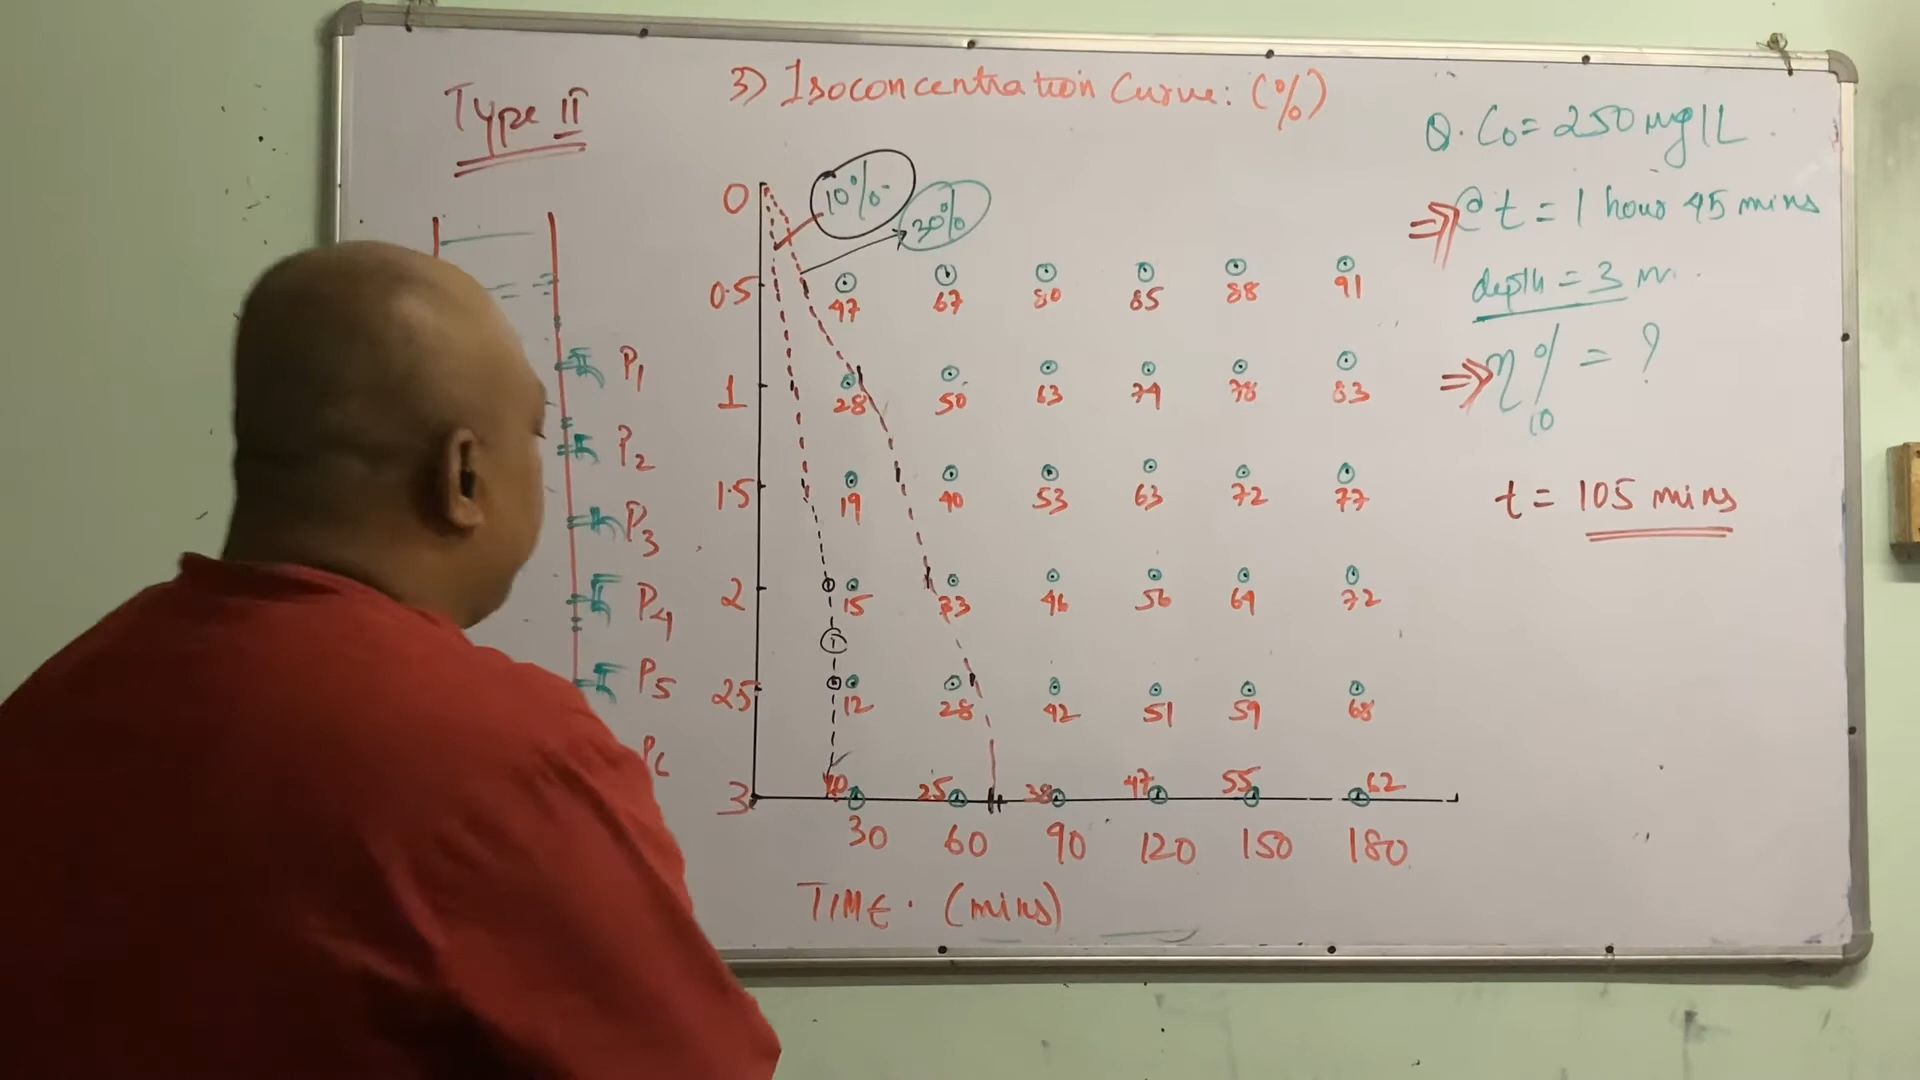 3) Isoconcentration Curve: (%)
Type II
Q. C₀ = 250 mg/L
@ t = 1 hour 45 mins
depth = 3 m.
η% = ?
10
t = 105 mins
10%
30%
0
0.5 47 67 80 85 88 91
1 28 50 63 74 78 83
1.5 19 40 53 63 72 77
2 15 33 46 56 64 72
25 12 28 42 51 59 68
3 10 25 38 47 55 62
30 60 90 120 150 180
TIME. (mins)
P1
P2
P3
P4
P5
P6